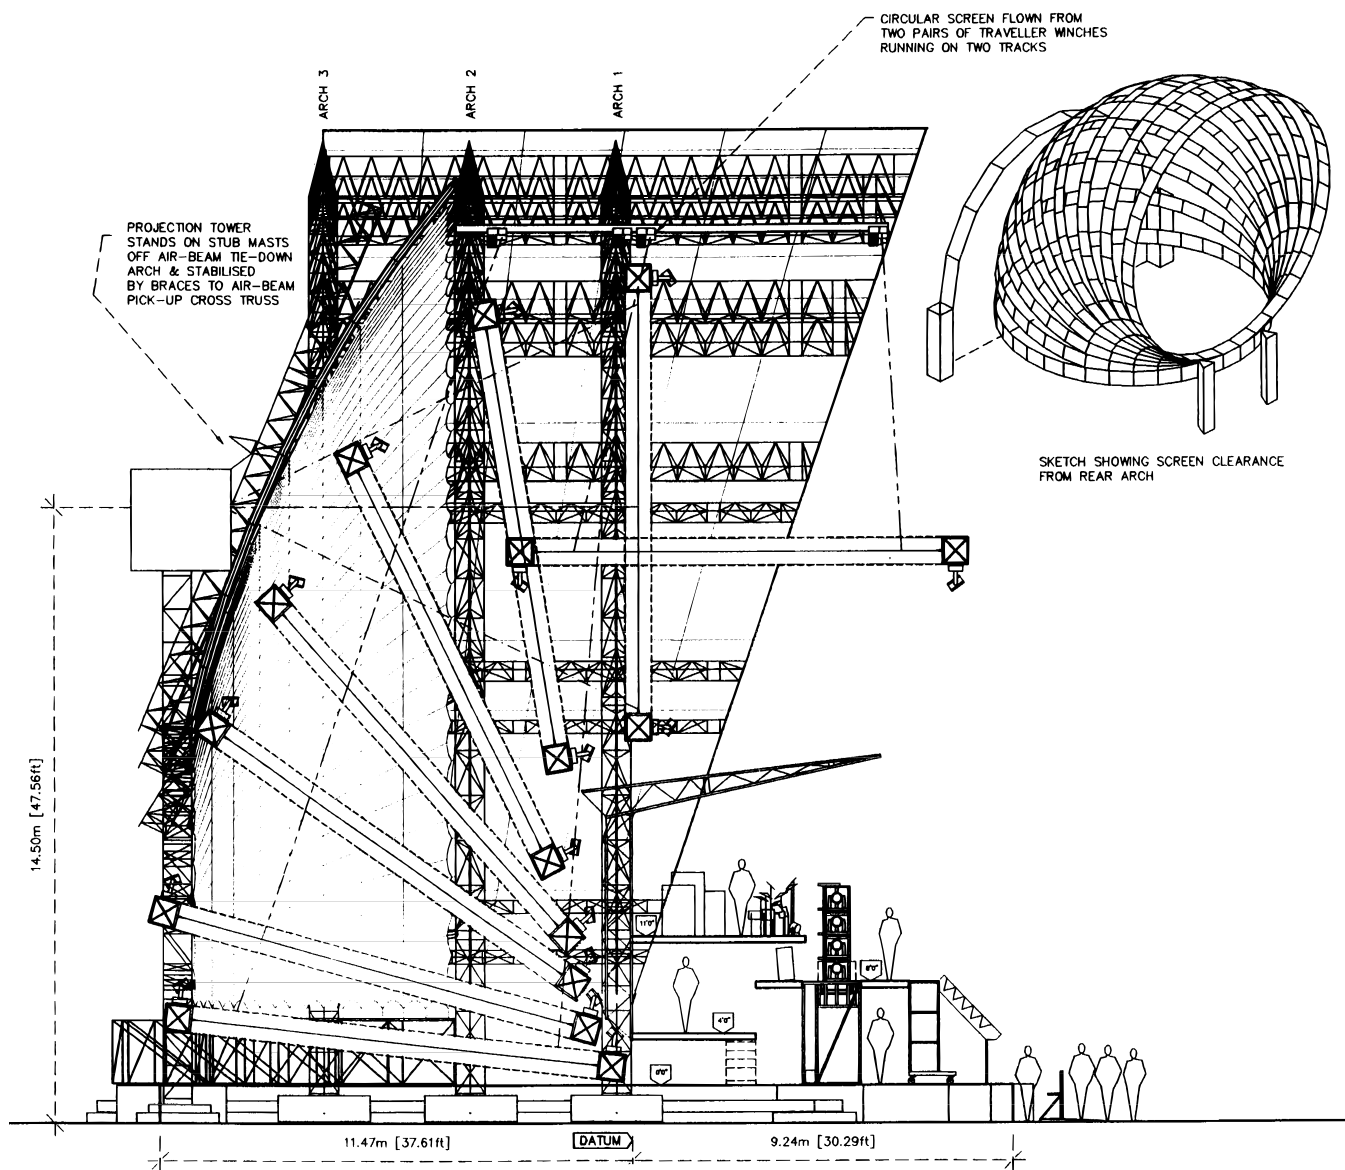 CIRCULAR SCREEN FLOWN FROM
TWO PAIRS OF TRAVELLER WINCHES
RUNNING ON TWO TRACKS
ARCH 3
ARCH 2
ARCH 1
PROJECTION TOWER
STANDS ON STUB MASTS
OFF AIR-BEAM TIE-DOWN
ARCH & STABILISED
BY BRACES TO AIR-BEAM
PICK-UP CROSS TRUSS
SKETCH SHOWING SCREEN CLEARANCE
FROM REAR ARCH
14.50m [47.56ft]
11'0"
8'0"
4'0"
0'0"
11.47m [37.61ft]
DATUM
9.24m [30.29ft]